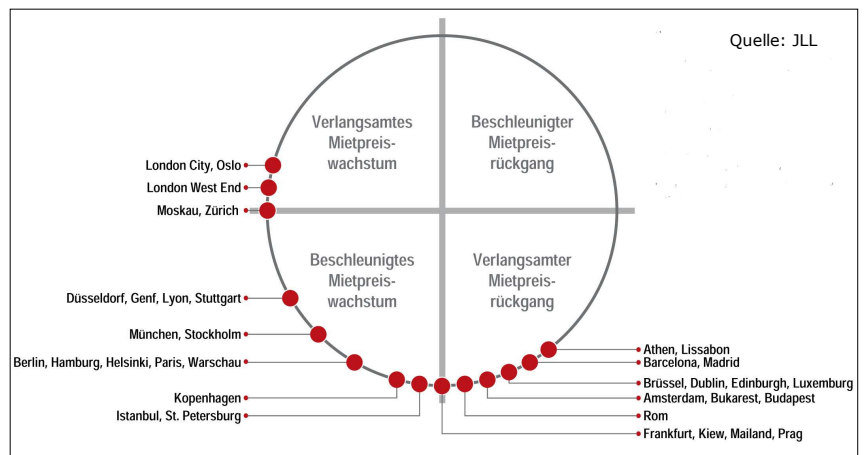 Quelle: JLL
Verlangsamtes
Mietpreis-
wachstum
Beschleunigter
Mietpreis-
rückgang
London City, Oslo
London West End
Moskau, Zürich
Beschleunigtes
Mietpreis-
wachstum
Verlangsamter
Mietpreis-
rückgang
Düsseldorf, Genf, Lyon, Stuttgart
München, Stockholm
Berlin, Hamburg, Helsinki, Paris, Warschau
Kopenhagen
Istanbul, St. Petersburg
Athen, Lissabon
Barcelona, Madrid
Brüssel, Dublin, Edinburgh, Luxemburg
Amsterdam, Bukarest, Budapest
Rom
Frankfurt, Kiew, Mailand, Prag